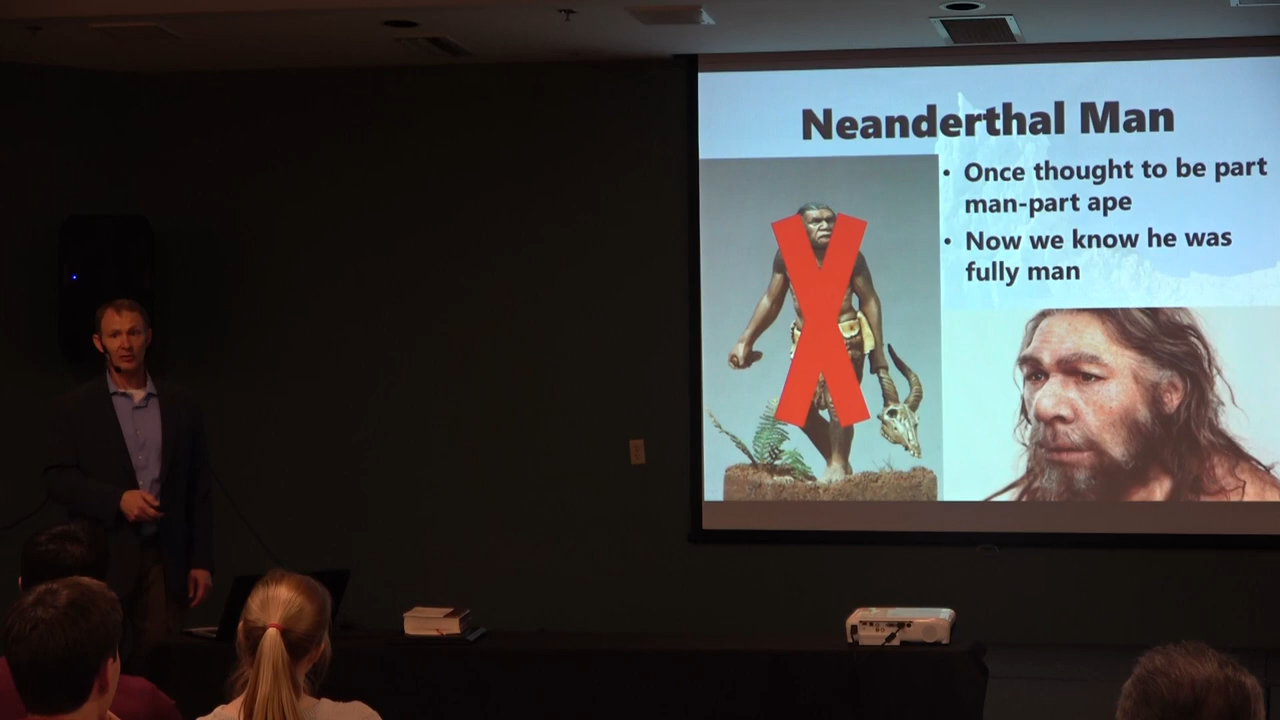 Neanderthal Man
• Once thought to be part
man-part ape
• Now we know he was
fully man